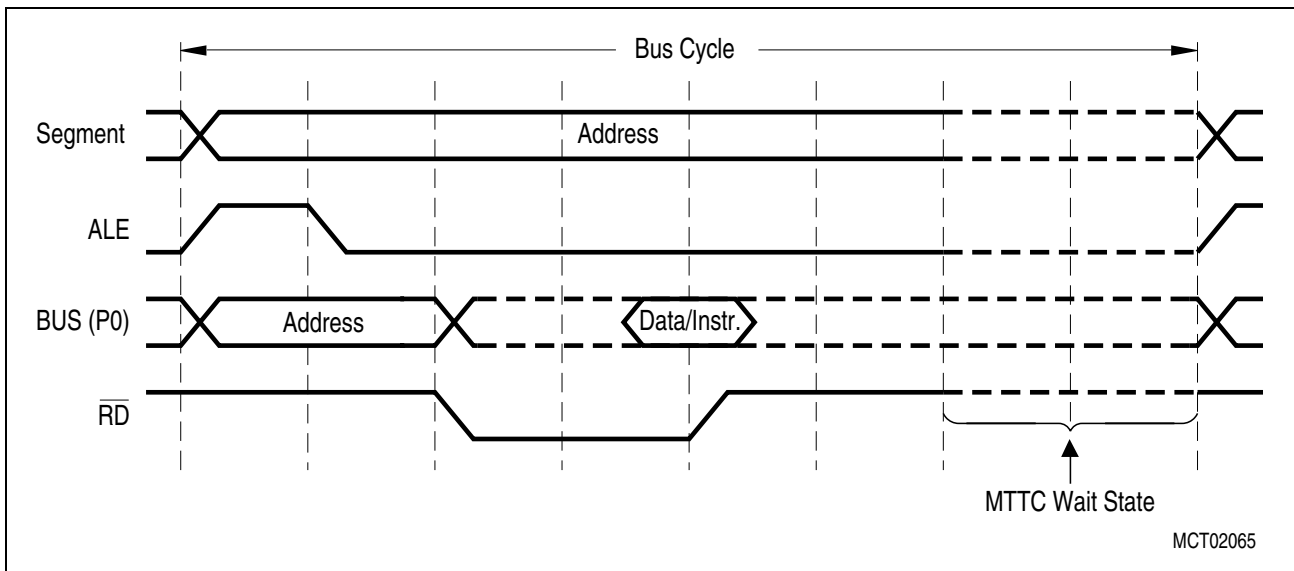 Bus Cycle
Segment
Address
ALE
BUS (P0)
Address
Data/Instr.
RD
MTTC Wait State
MCT02065